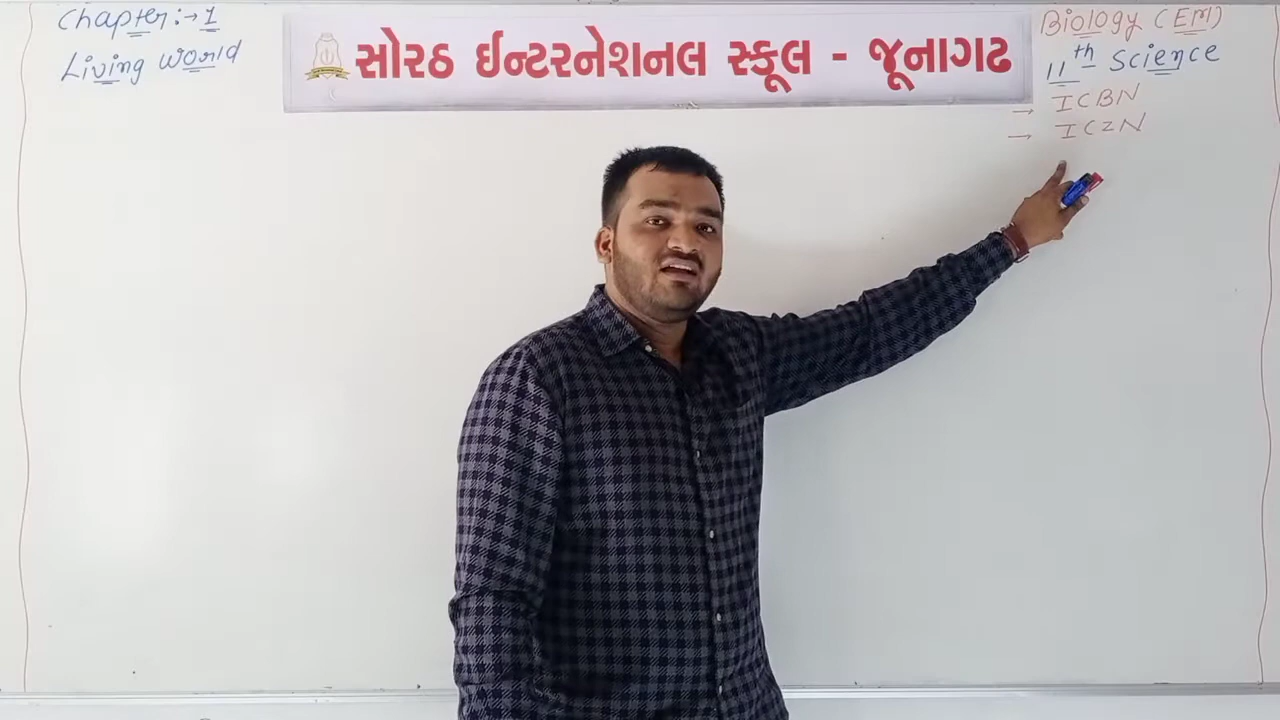 Chapter:→ 1
Living World
સોરઠ ઈન્ટરનેશનલ સ્કૂલ - જૂનાગઢ
Biology (EM)
11th Science
→ ICBN
→ ICZN